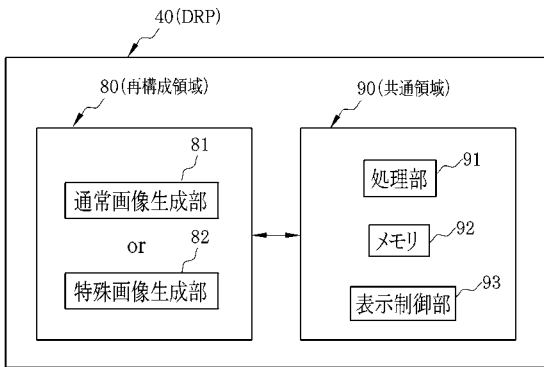 40(DRP)
80(再構成領域)
90(共通領域)
81
通常画像生成部
or
82
特殊画像生成部
91
処理部
92
メモリ
93
表示制御部